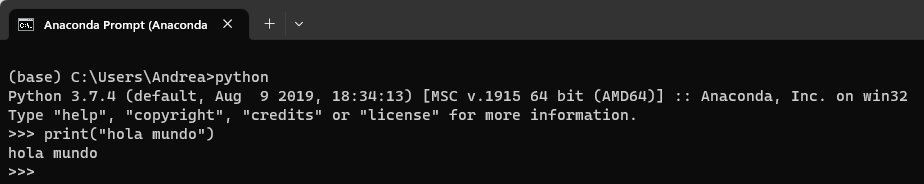 Anaconda Prompt (Anaconda
(base) C:\Users\Andrea>python
Python 3.7.4 (default, Aug  9 2019, 18:34:13) [MSC v.1915 64 bit (AMD64)] :: Anaconda, Inc. on win32
Type "help", "copyright", "credits" or "license" for more information.
>>> print("hola mundo")
hola mundo
>>>